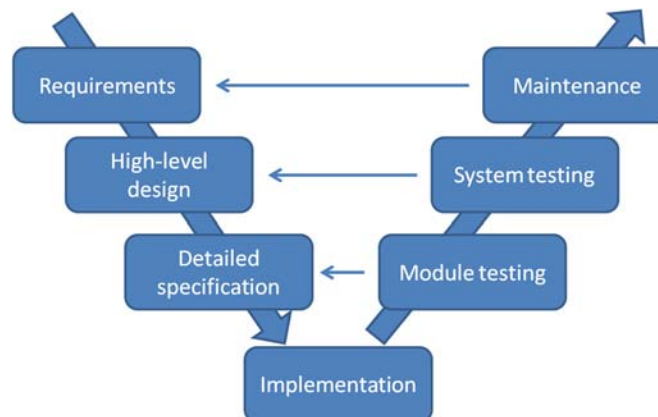 Requirements
Maintenance
High-level
design
System testing
Detailed
specification
Module testing
Implementation